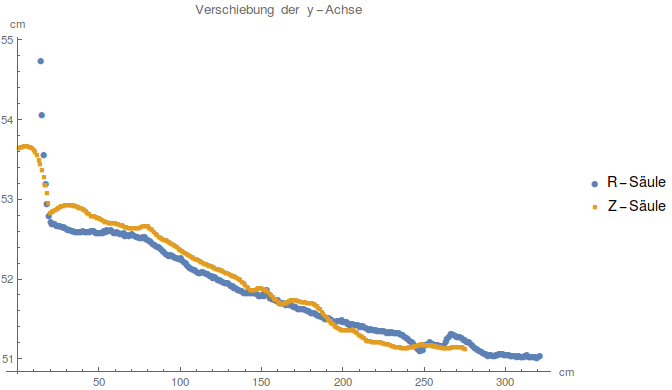 Verschiebung der y-Achse
cm
55
54
53
52
51
50 100 150 200 250 300 cm
R-Säule
Z-Säule